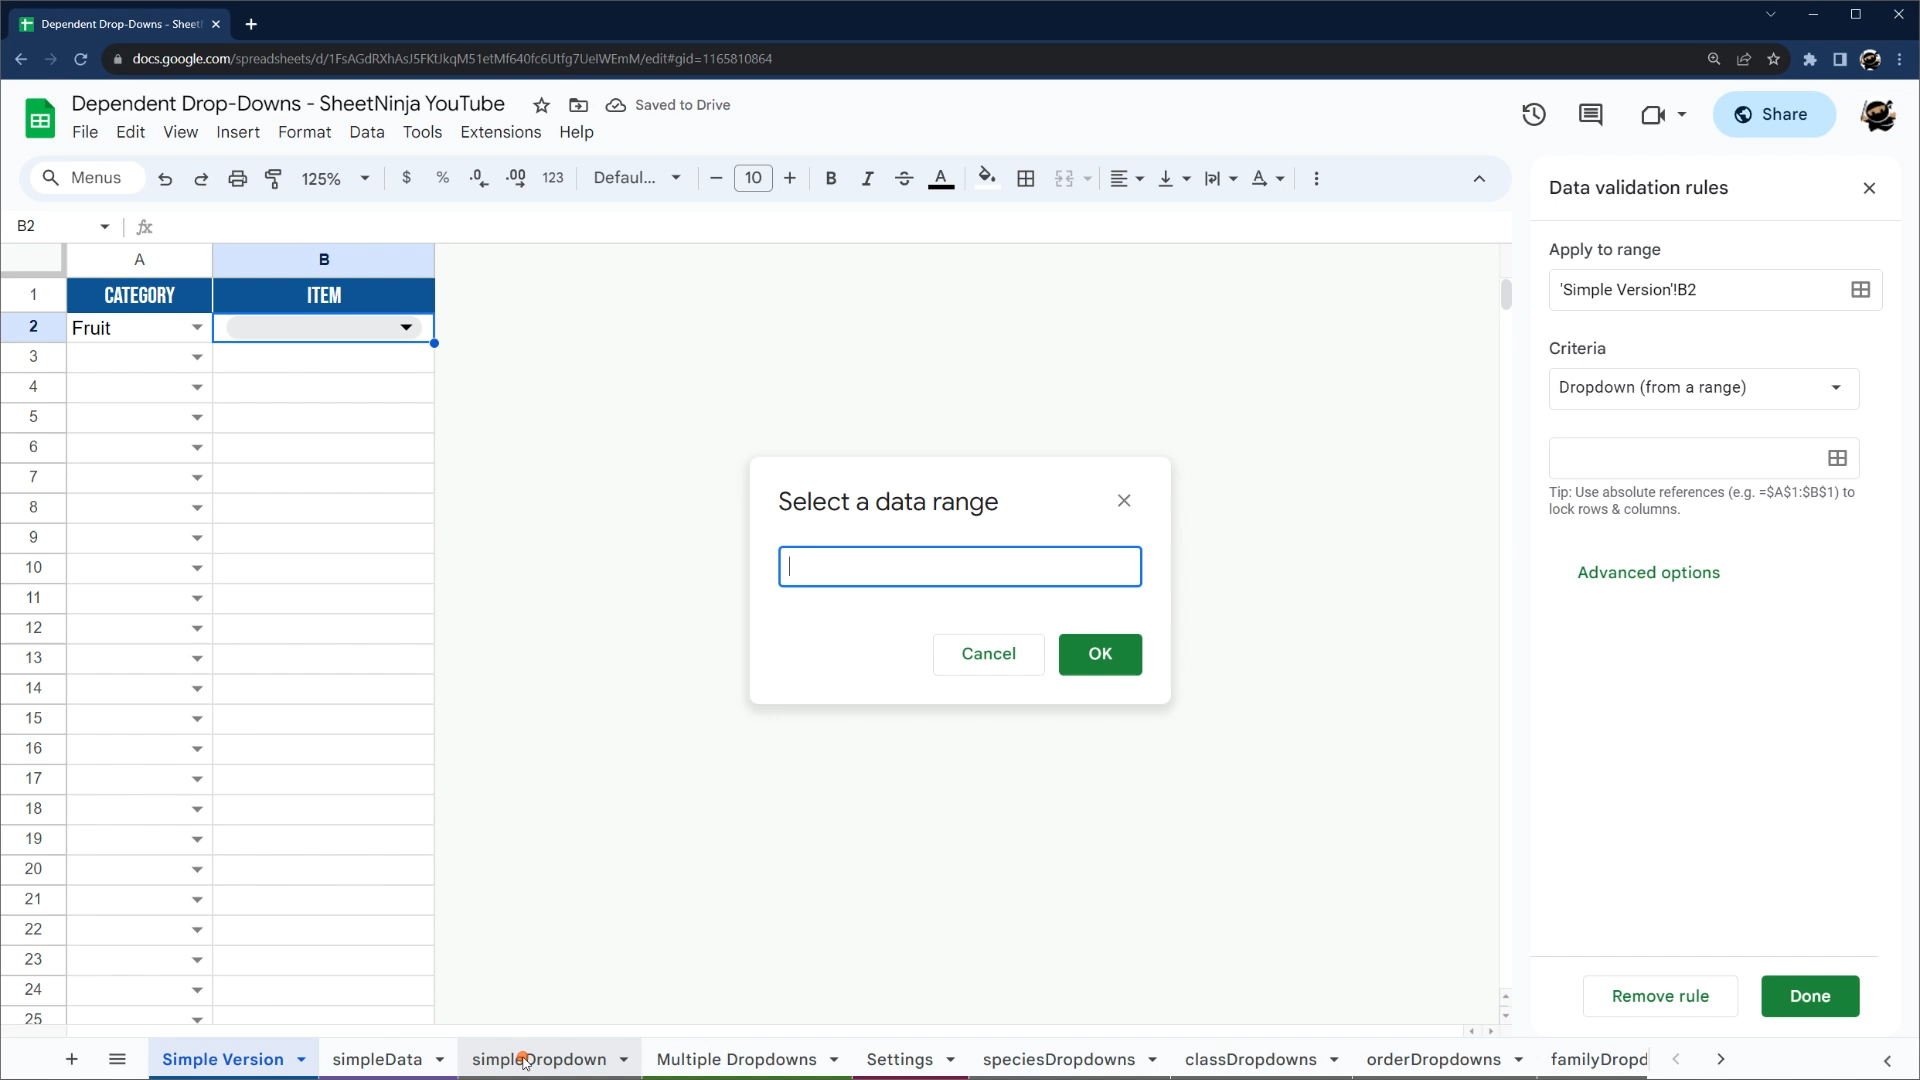 Dependent Drop-Downs - Sheet
docs.google.com/spreadsheets/d/1FsAGdRXhAsJ5FKUkqM51etMf640fc6Utfg7UeIWEmM/edit#gid=1165810864
Dependent Drop-Downs - SheetNinja YouTube
Saved to Drive
File Edit View Insert Format Data Tools Extensions Help
Share
Menus
125%
$ % .0 .00 123
Defaul...
10
B I A
B2
fx
A B
1 CATEGORY ITEM
2 Fruit
3
4
5
6
7
8
9
10
11
12
13
14
15
16
17
18
19
20
21
22
23
24
25
Select a data range
Cancel OK
Data validation rules
Apply to range
'Simple Version'!B2
Criteria
Dropdown (from a range)
Tip: Use absolute references (e.g. =$A$1:$B$1) to
lock rows & columns.
Advanced options
Remove rule Done
Simple Version simpleData simpleDropdown Multiple Dropdowns Settings speciesDropdowns classDropdowns orderDropdowns familyDropd